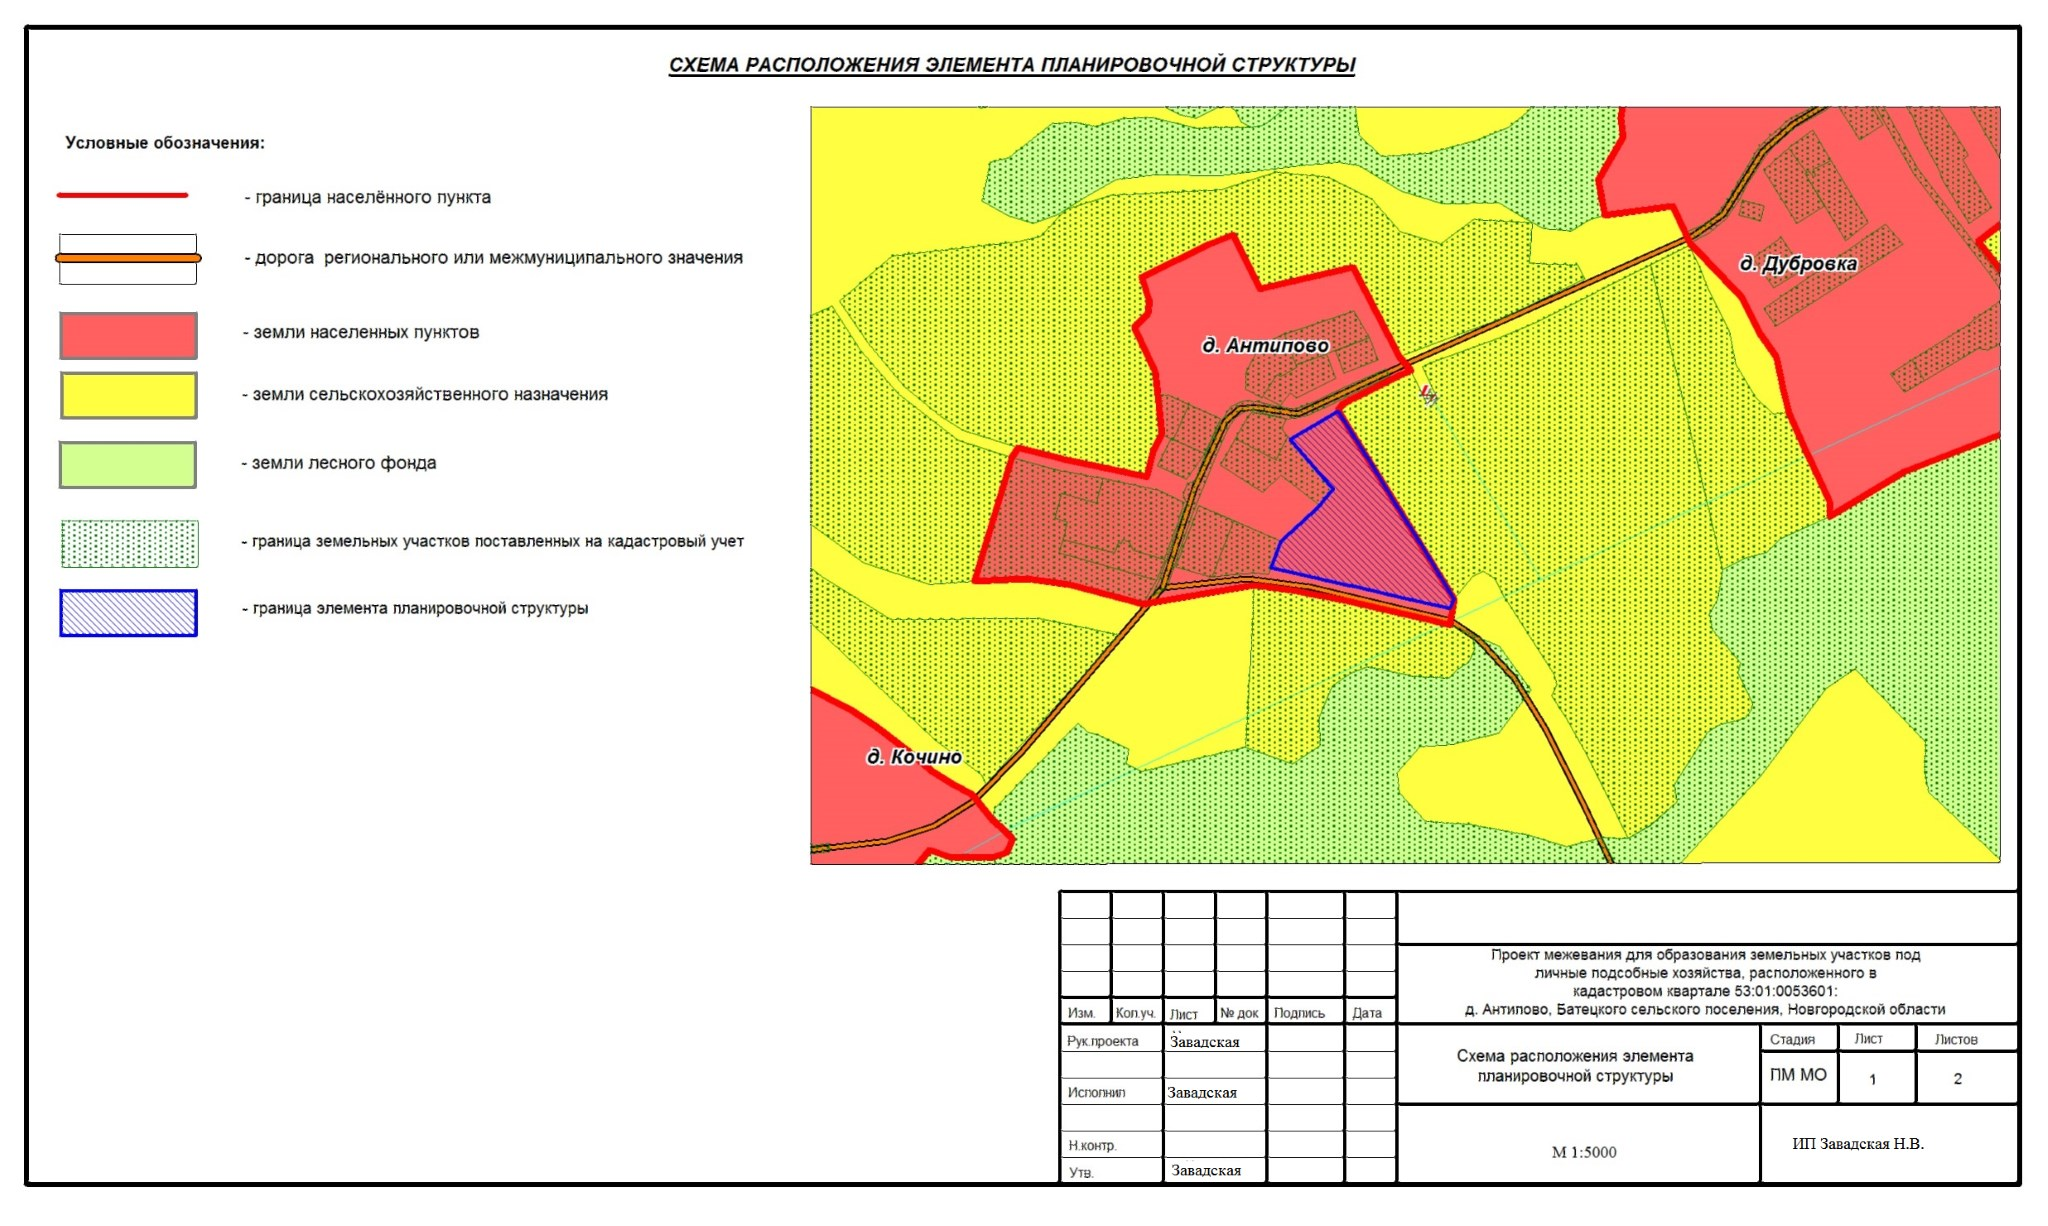 СХЕМА РАСПОЛОЖЕНИЯ ЭЛЕМЕНТА ПЛАНИРОВОЧНОЙ СТРУКТУРЫ
Условные обозначения:
- граница населённого пункта
- дорога регионального или межмуниципального значения
- земли населенных пунктов
- земли сельскохозяйственного назначения
- земли лесного фонда
- граница земельных участков поставленных на кадастровый учет
- граница элемента планировочной структуры
д. Дубровка
д. Антипово
д. Кочино
Проект межевания для образования земельных участков под
личные подсобные хозяйства, расположенного в
кадастровом квартале 53:01:0053601:
д. Антипово, Батецкого сельского поселения, Новгородской области
Изм. Кол.уч. Лист № док Подпись Дата
Рук.проекта Завадская
Исполнил Завадская
Н.контр.
Утв. Завадская
Схема расположения элемента
планировочной структуры
Стадия Лист Листов
ПМ МО 1 2
М 1:5000
ИП Завадская Н.В.